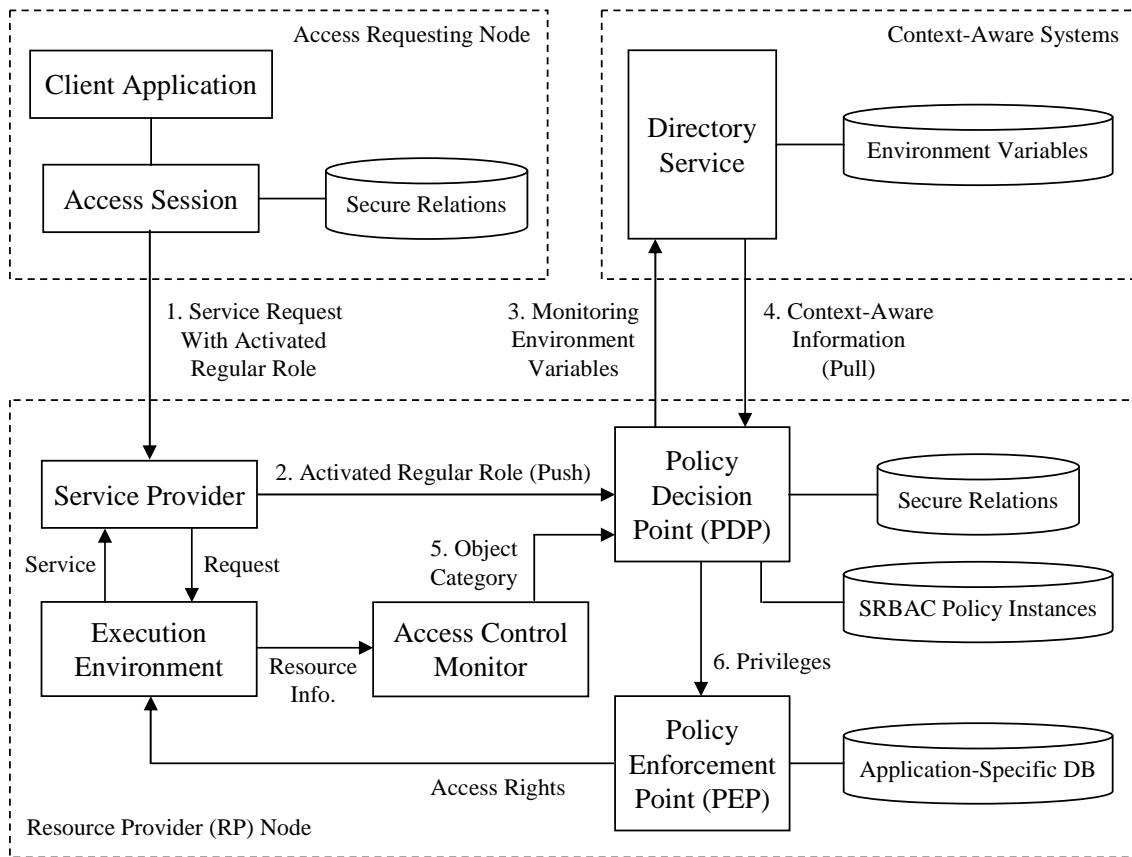 Access Requesting Node
Client Application
Access Session
Secure Relations
Context-Aware Systems
Directory
Service
Environment Variables
1. Service Request
With Activated
Regular Role
3. Monitoring
Environment
Variables
4. Context-Aware
Information
(Pull)
Service Provider
2. Activated Regular Role (Push)
Policy
Decision
Point (PDP)
Secure Relations
Service
Request
5. Object
Category
SRBAC Policy Instances
Execution
Environment
Resource
Info.
Access Control
Monitor
6. Privileges
Policy
Enforcement
Point (PEP)
Application-Specific DB
Access Rights
Resource Provider (RP) Node